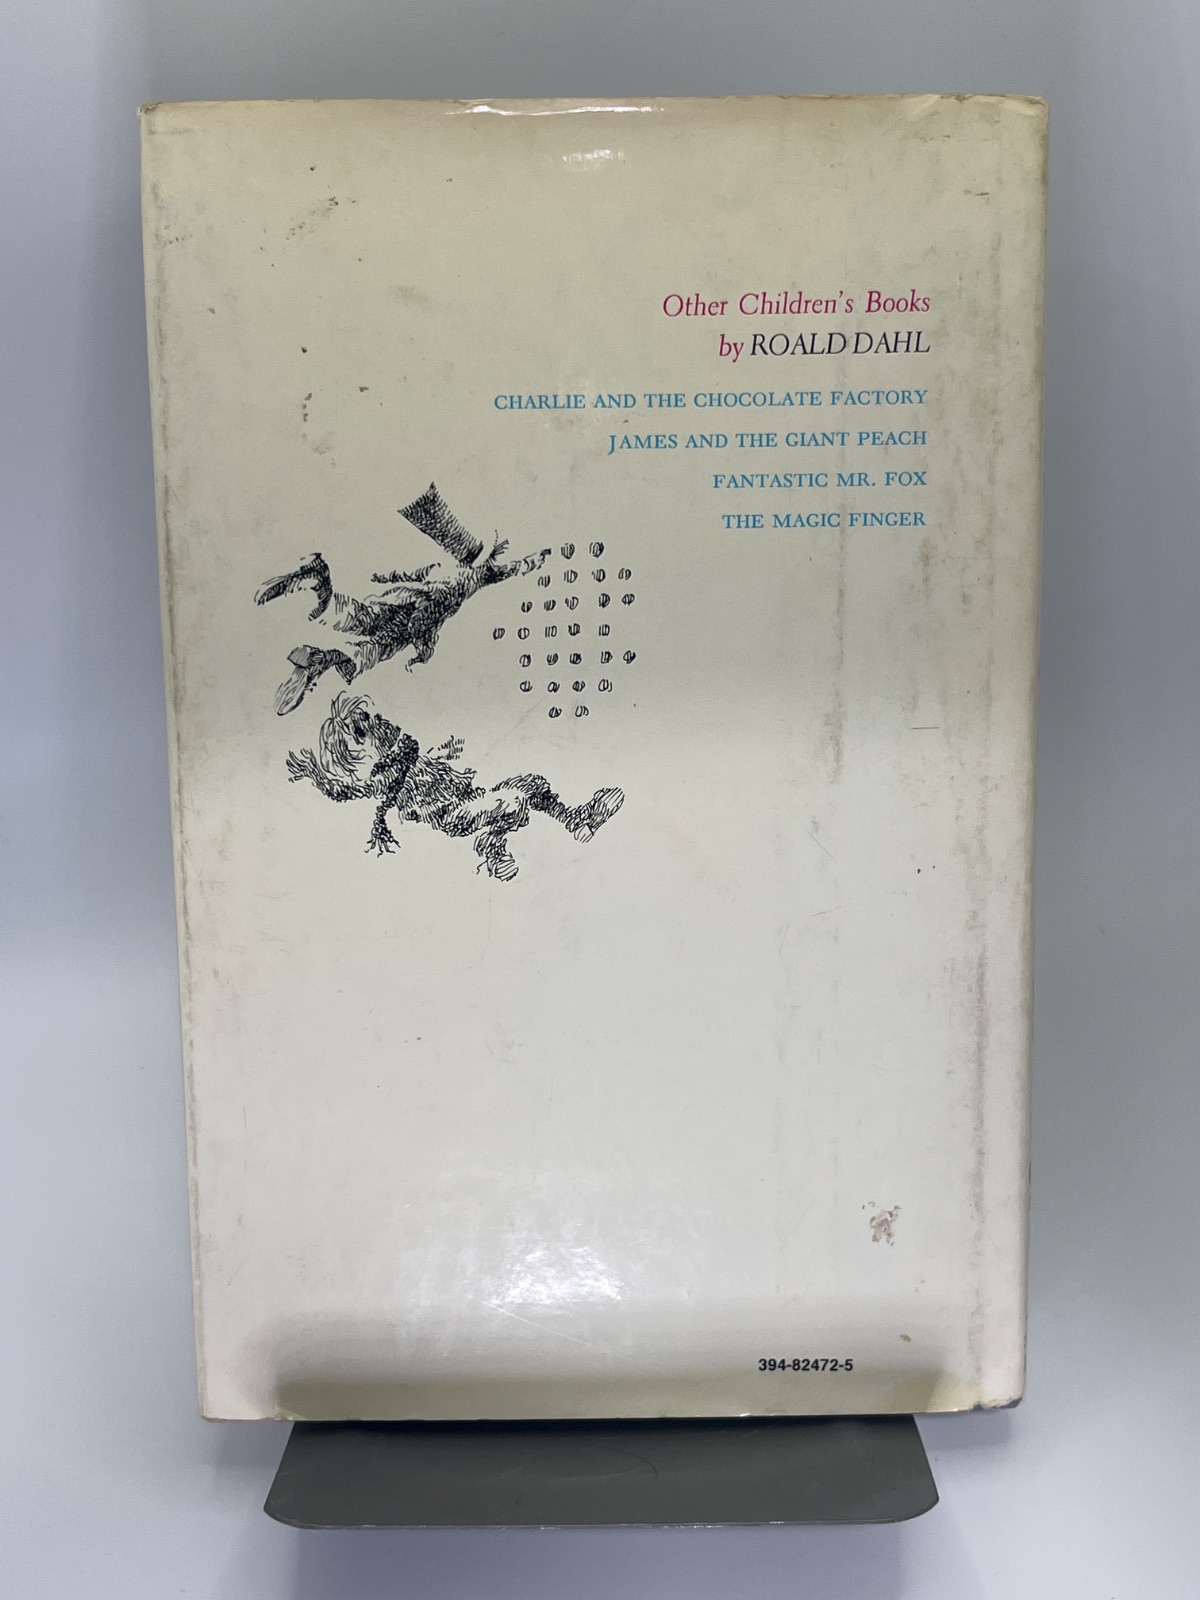 Other Children's Books
by ROALD DAHL
CHARLIE AND THE CHOCOLATE FACTORY
JAMES AND THE GIANT PEACH
FANTASTIC MR. FOX
THE MAGIC FINGER
394-82472-5